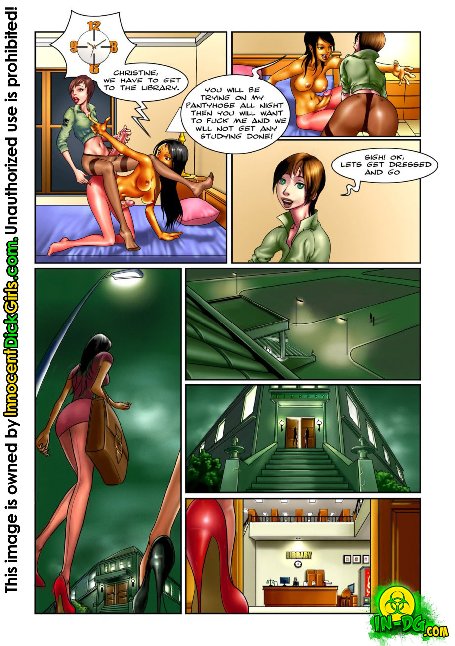 This image is owned by InnocentDickGirls.com. Unauthorized use is prohibited!
12
9
3
6
CHRISTINE,
WE HAVE TO GET
TO THE LIBRARY.
YOU WILL BE
TRYING ON MY
PANTYHOSE ALL NIGHT
THEN YOU WILL WANT
TO FUCK ME AND WE
WLL NOT GET ANY
STUDYING DONE!
SIGH! OK,
LETS GET DRESSED
AND GO
LIBRARY
IN-DG.com